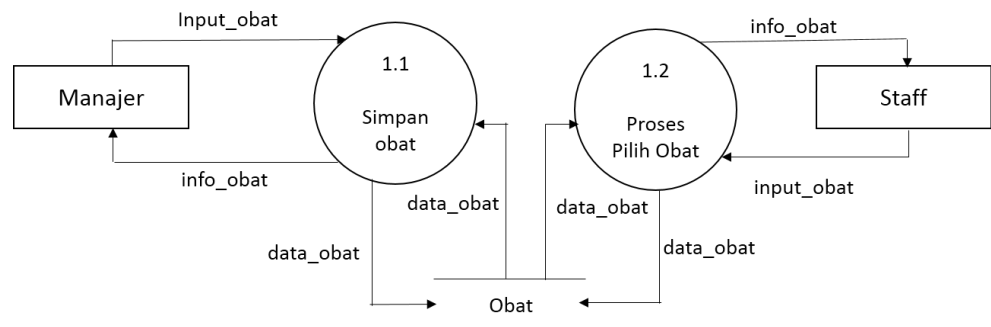 Input_obat
info_obat
1.1
1.2
Manajer
Staff
Simpan
obat
Proses
Pilih Obat
info_obat
input_obat
data_obat
data_obat
data_obat
data_obat
Obat